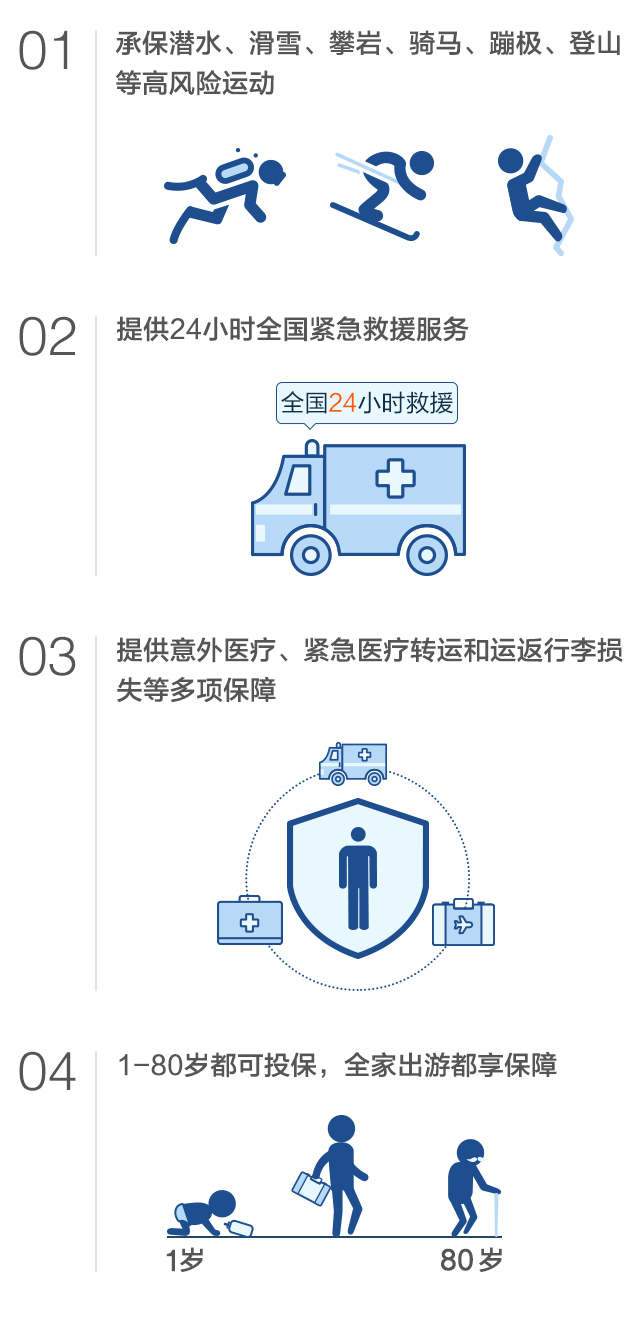 01
承保潜水、滑雪、攀岩、骑马、蹦极、登山
等高风险运动
02
提供24小时全国紧急救援服务
全国24小时救援
03
提供意外医疗、紧急医疗转运和运返行李损
失等多项保障
04
1-80岁都可投保，全家出游都享保障
1岁
80岁